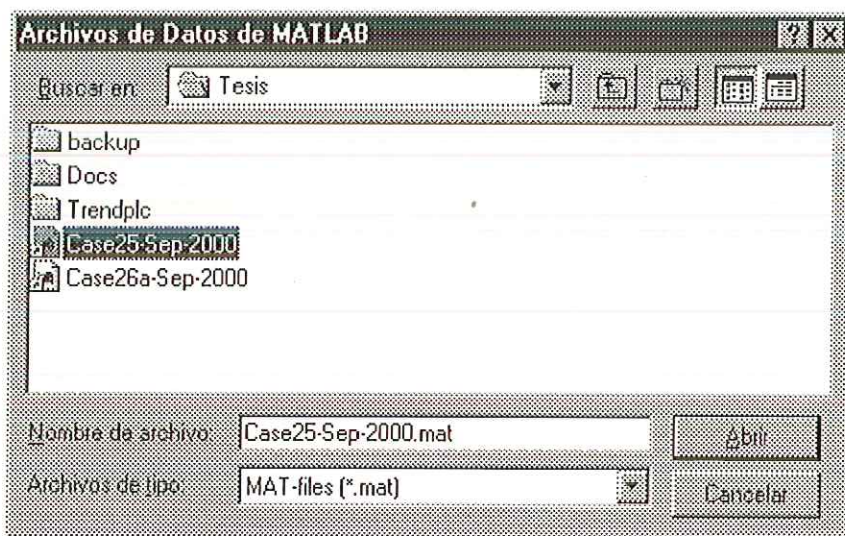 Archivos de Datos de MATLAB
Buscar en: Tesis
backup
Docs
Trendplc
Case25-Sep-2000
Case26a-Sep-2000
Nombre de archivo: Case25-Sep-2000.mat Abrir
Archivos de tipo: MAT-files (*.mat) Cancelar